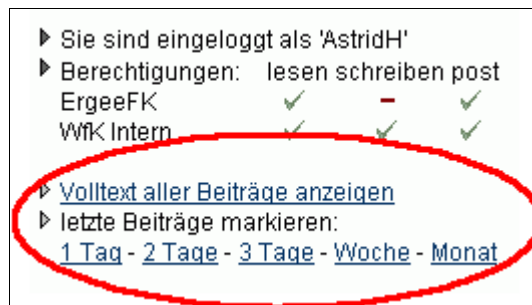 Sie sind eingeloggt als 'AstridH'
Berechtigungen: lesen schreiben post
ErgeeFK
WfK Intern
Volltext aller Beiträge anzeigen
letzte Beiträge markieren:
1 Tag - 2 Tage - 3 Tage - Woche - Monat